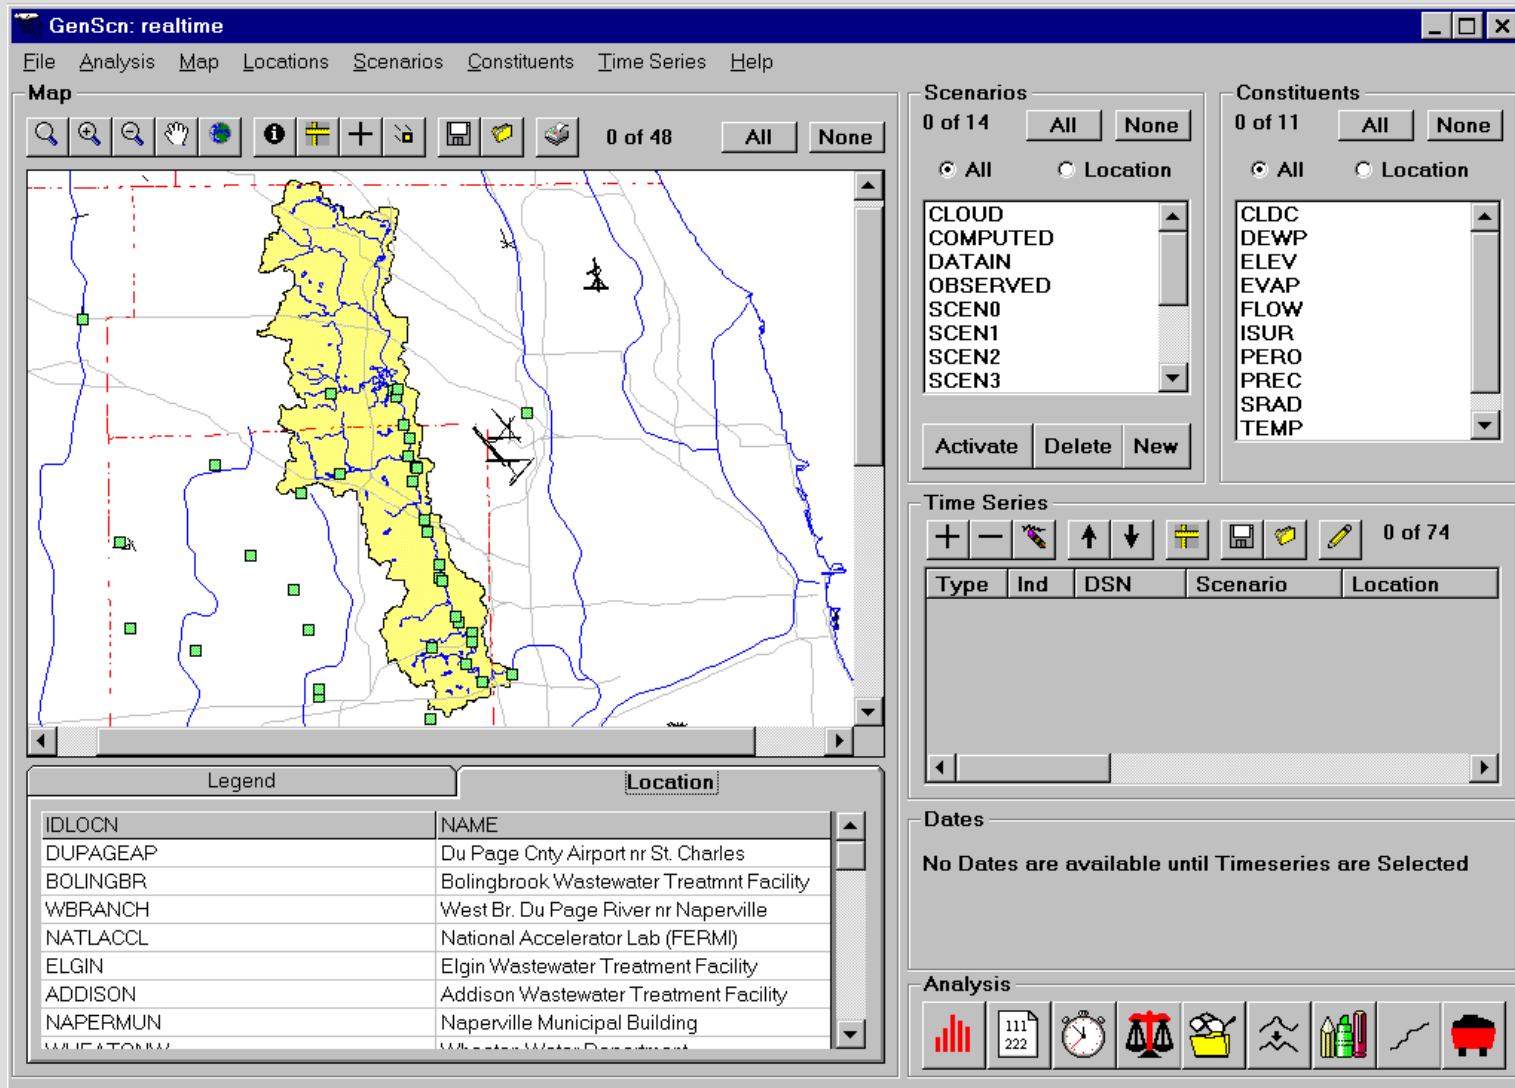 GenScn: realtime
File Analysis Map Locations Scenarios Constituents Time Series Help
Map
0 of 48 All None
Legend Location
IDLOCN NAME
DUPAGEAP Du Page Cnty Airport nr St. Charles
BOLINGBR Bolingbrook Wastewater Treatmnt Facility
WBRANCH West Br. Du Page River nr Naperville
NATLACCL National Accelerator Lab (FERMI)
ELGIN Elgin Wastewater Treatment Facility
ADDISON Addison Wastewater Treatment Facility
NAPERMUN Naperville Municipal Building
Scenarios
0 of 14 All None
All Location
CLOUD
COMPUTED
DATAIN
OBSERVED
SCEN0
SCEN1
SCEN2
SCEN3
Activate Delete New
Constituents
0 of 11 All None
All Location
CLDC
DEWP
ELEV
EVAP
FLOW
ISUR
PERO
PREC
SRAD
TEMP
Time Series
0 of 74
Type Ind DSN Scenario Location
Dates
No Dates are available until Timeseries are Selected
Analysis
111
222